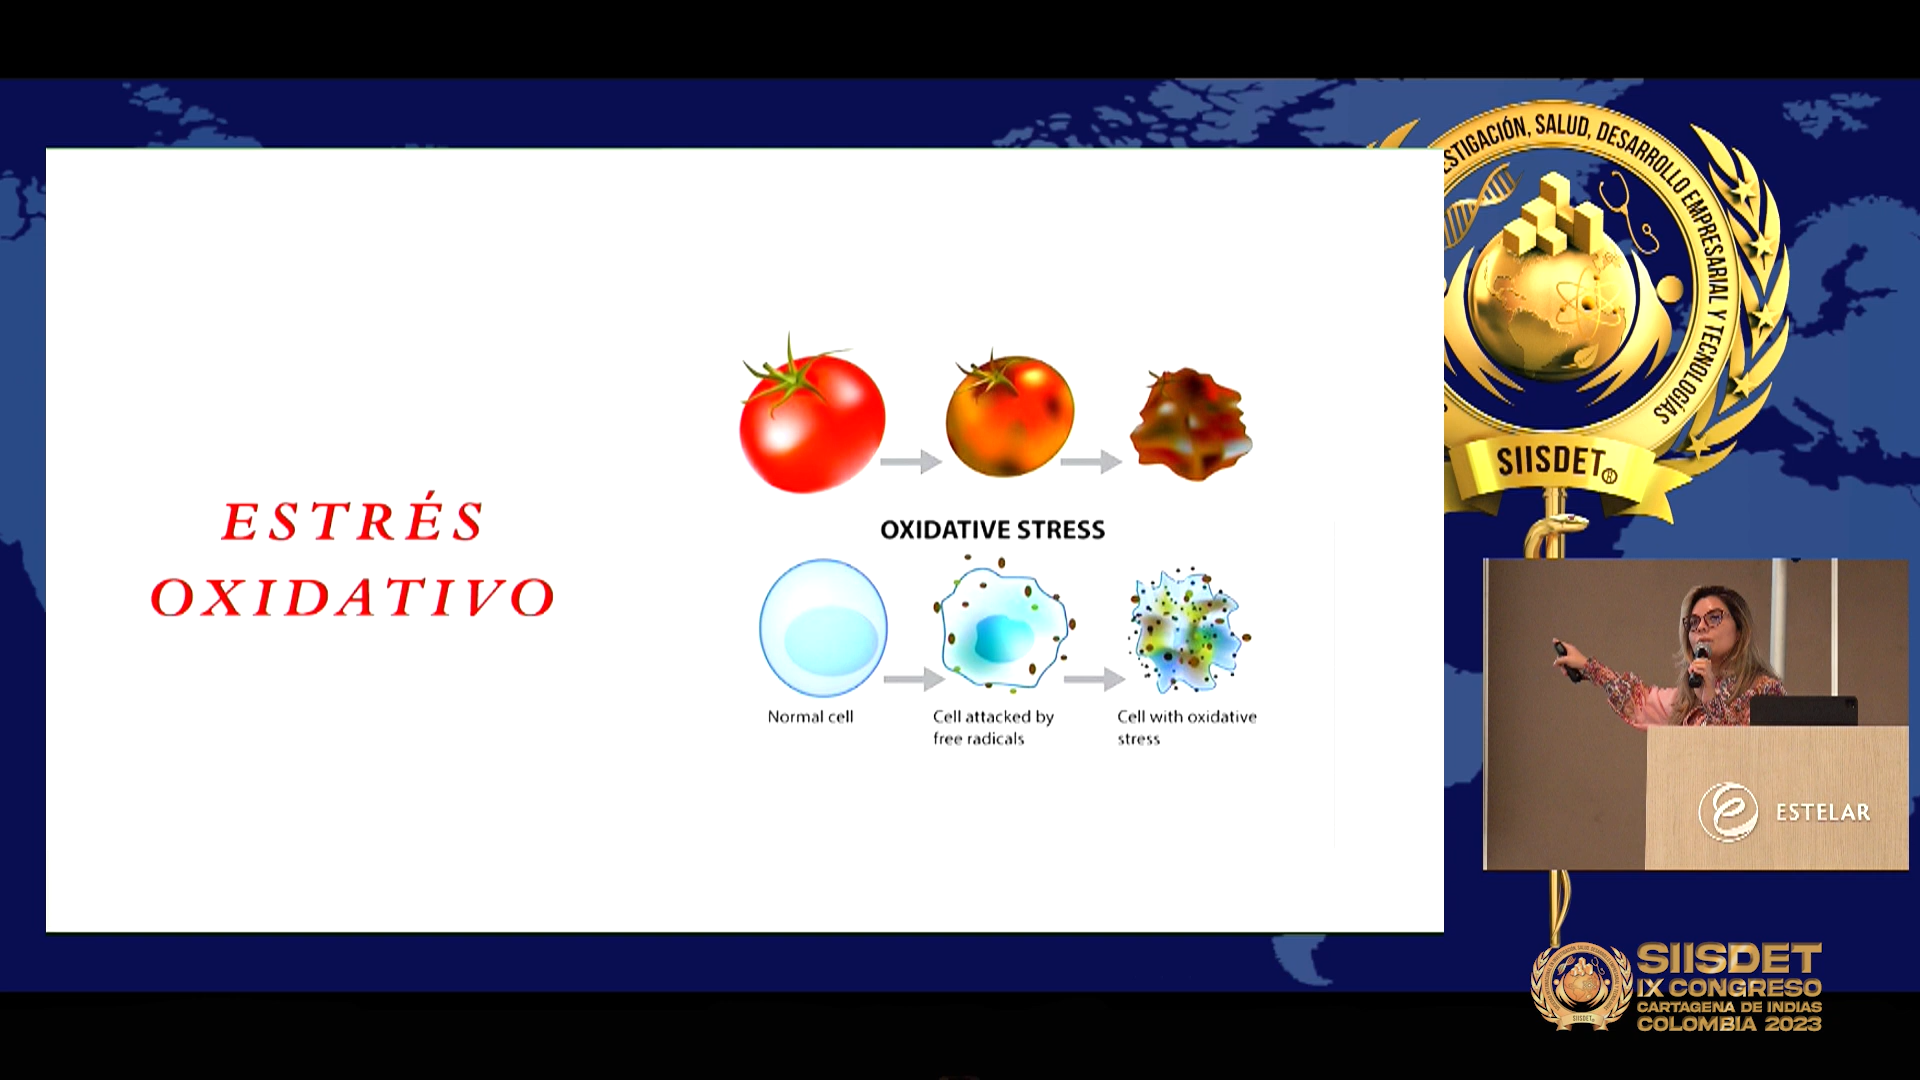 ESTRÉS
OXIDATIVO
OXIDATIVE STRESS
Normal cell
Cell attacked by
free radicals
Cell with oxidative
stress
STIGACIÓN, SALUD, DESARROLLO EMPRESARIAL Y TECNOLOGÍAS
SIISDET®
ESTELAR
SIISDET
IX CONGRESO
CARTAGENA DE INDIAS
COLOMBIA 2023